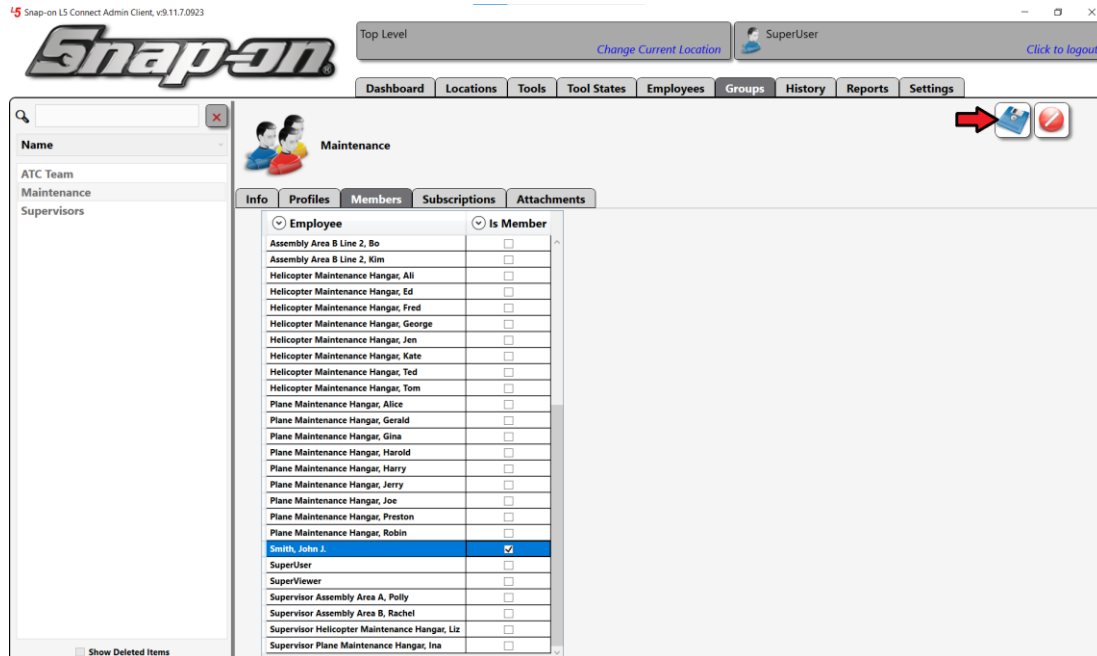 L5 Snap-on L5 Connect Admin Client, v:9.11.7.0923
Snap-on
Top Level
Change Current Location
SuperUser
Click to logout
Dashboard Locations Tools Tool States Employees Groups History Reports Settings
Name
ATC Team
Maintenance
Supervisors
Show Deleted Items
Maintenance
Info Profiles Members Subscriptions Attachments
Employee Is Member
Assembly Area B Line 2, Bo
Assembly Area B Line 2, Kim
Helicopter Maintenance Hangar, Ali
Helicopter Maintenance Hangar, Ed
Helicopter Maintenance Hangar, Fred
Helicopter Maintenance Hangar, George
Helicopter Maintenance Hangar, Jen
Helicopter Maintenance Hangar, Kate
Helicopter Maintenance Hangar, Ted
Helicopter Maintenance Hangar, Tom
Plane Maintenance Hangar, Alice
Plane Maintenance Hangar, Gerald
Plane Maintenance Hangar, Gina
Plane Maintenance Hangar, Harold
Plane Maintenance Hangar, Harry
Plane Maintenance Hangar, Jerry
Plane Maintenance Hangar, Joe
Plane Maintenance Hangar, Preston
Plane Maintenance Hangar, Robin
Smith, John J.
SuperUser
SuperViewer
Supervisor Assembly Area A, Polly
Supervisor Assembly Area B, Rachel
Supervisor Helicopter Maintenance Hangar, Liz
Supervisor Plane Maintenance Hangar, Ina